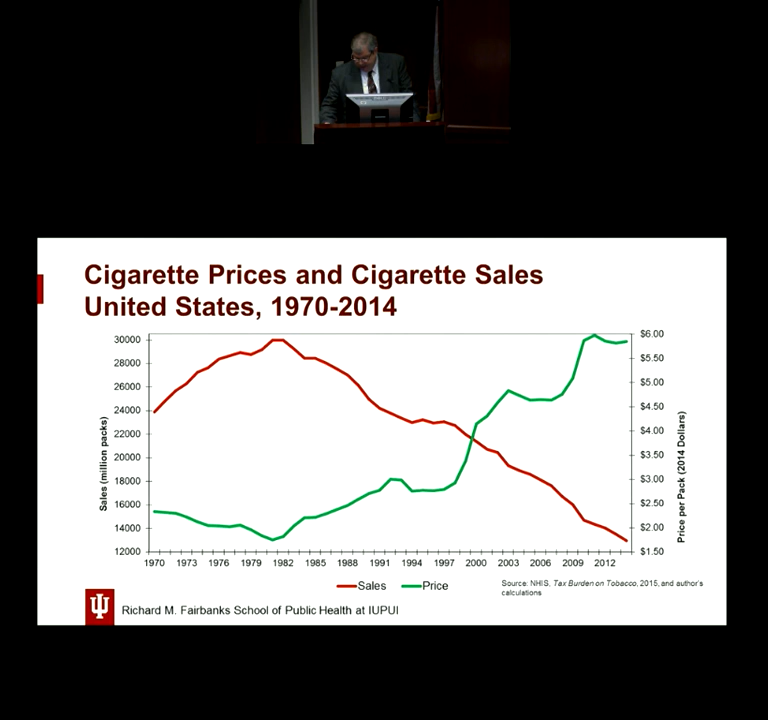 Cigarette Prices and Cigarette Sales
United States, 1970-2014
Sales (million packs)
30000
28000
26000
24000
22000
20000
18000
16000
14000
12000
$6.00
$5.50
$5.00
$4.50
$4.00
$3.50
$3.00
$2.50
$2.00
$1.50
Price per Pack (2014 Dollars)
1970 1973 1976 1979 1982 1985 1988 1991 1994 1997 2000 2003 2006 2009 2012
Sales Price
Source: NHIS, Tax Burden on Tobacco, 2015, and author's
calculations
Richard M. Fairbanks School of Public Health at IUPUI